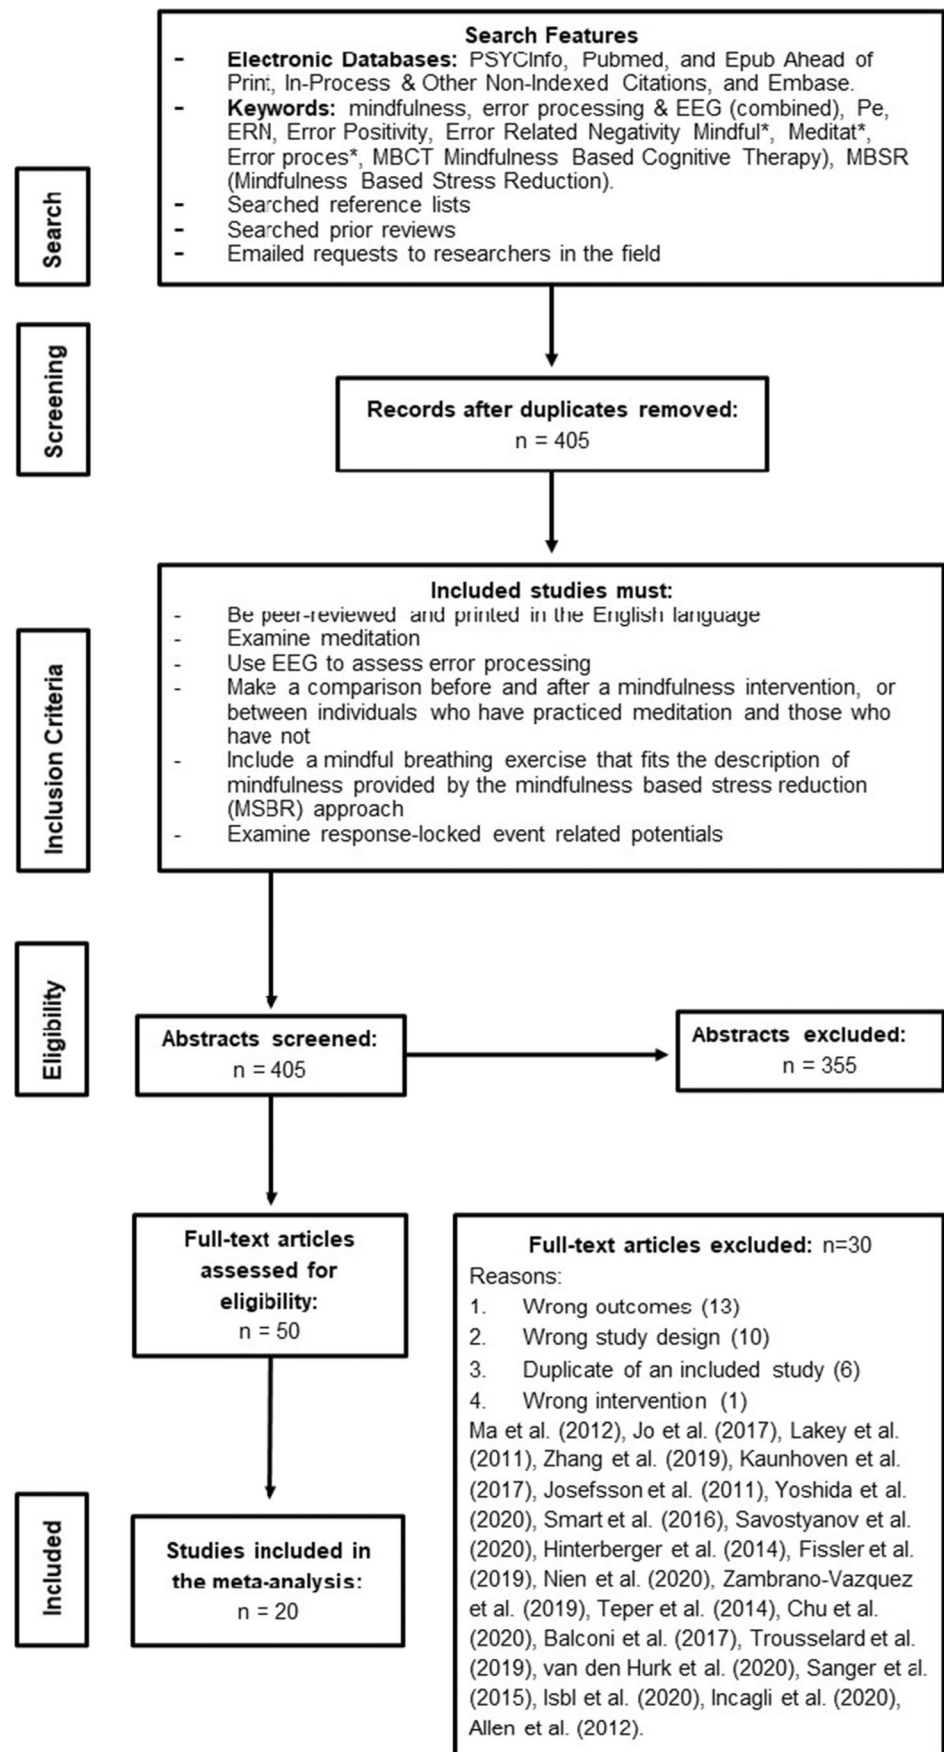 Search
Search Features
- Electronic Databases: PSYCInfo, Pubmed, and Epub Ahead of
Print, In-Process & Other Non-Indexed Citations, and Embase.
- Keywords: mindfulness, error processing & EEG (combined), Pe,
ERN, Error Positivity, Error Related Negativity Mindful*, Meditat*,
Error proces*, MBCT Mindfulness Based Cognitive Therapy), MBSR
(Mindfulness Based Stress Reduction).
- Searched reference lists
- Searched prior reviews
- Emailed requests to researchers in the field
Screening
Records after duplicates removed:
n = 405
Inclusion Criteria
Included studies must:
- Be peer-reviewed and printed in the English language
- Examine meditation
- Use EEG to assess error processing
- Make a comparison before and after a mindfulness intervention, or
between individuals who have practiced meditation and those who
have not
- Include a mindful breathing exercise that fits the description of
mindfulness provided by the mindfulness based stress reduction
(MSBR) approach
- Examine response-locked event related potentials
Eligibility
Abstracts screened:
n = 405
Abstracts excluded:
n = 355
Full-text articles
assessed for
eligibility:
n = 50
Full-text articles excluded: n=30
Reasons:
1. Wrong outcomes (13)
2. Wrong study design (10)
3. Duplicate of an included study (6)
4. Wrong intervention (1)
Ma et al. (2012), Jo et al. (2017), Lakey et al.
(2011), Zhang et al. (2019), Kaunhoven et al.
(2017), Josefsson et al. (2011), Yoshida et al.
(2020), Smart et al. (2016), Savostyanov et al.
(2020), Hinterberger et al. (2014), Fissler et al.
(2019), Nien et al. (2020), Zambrano-Vazquez
et al. (2019), Teper et al. (2014), Chu et al.
(2020), Balconi et al. (2017), Trousselard et al.
(2019), van den Hurk et al. (2020), Sanger et al.
(2015), Isbl et al. (2020), Incagli et al. (2020),
Allen et al. (2012).
Included
Studies included in
the meta-analysis:
n = 20